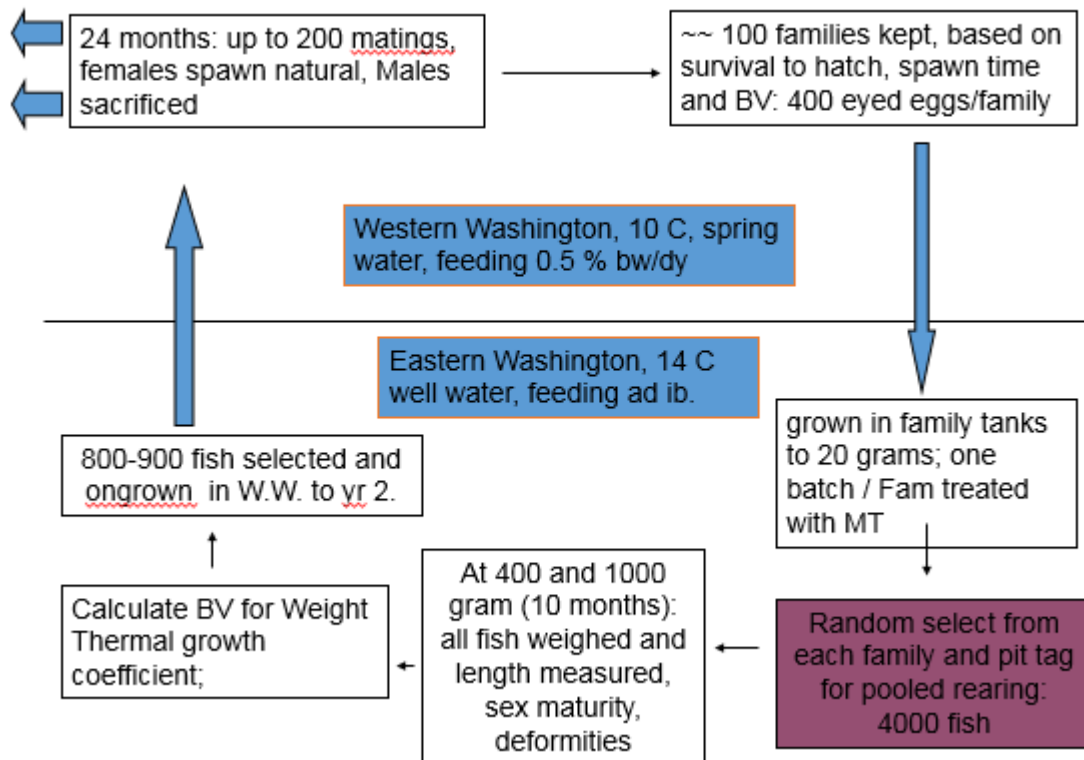 24 months: up to 200 matings,
females spawn natural, Males
sacrificed
~~ 100 families kept, based on
survival to hatch, spawn time
and BV: 400 eyed eggs/family
Western Washington, 10 C, spring
water, feeding 0.5 % bw/dy
Eastern Washington, 14 C
well water, feeding ad ib.
grown in family tanks
to 20 grams; one
batch / Fam treated
with MT
Random select from
each family and pit tag
for pooled rearing:
4000 fish
At 400 and 1000
gram (10 months):
all fish weighed and
length measured,
sex maturity,
deformities
Calculate BV for Weight
Thermal growth
coefficient;
800-900 fish selected and
ongrown in W.W. to yr 2.